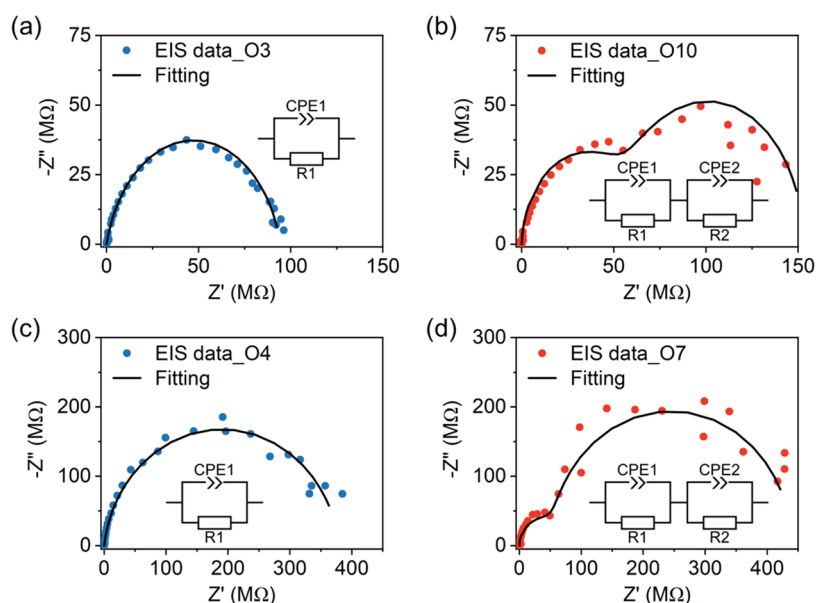 (a)
75
50
25
0
-Z" (MΩ)
EIS data_O3
Fitting
CPE1
R1
0 50 100 150
Z' (MΩ)
(b)
75
50
25
0
-Z" (MΩ)
EIS data_O10
Fitting
CPE1 CPE2
R1 R2
0 50 100 150
Z' (MΩ)
(c)
300
200
100
0
-Z" (MΩ)
EIS data_O4
Fitting
CPE1
R1
0 100 200 300 400
Z' (MΩ)
(d)
300
200
100
0
-Z" (MΩ)
EIS data_O7
Fitting
CPE1 CPE2
R1 R2
0 100 200 300 400
Z' (MΩ)